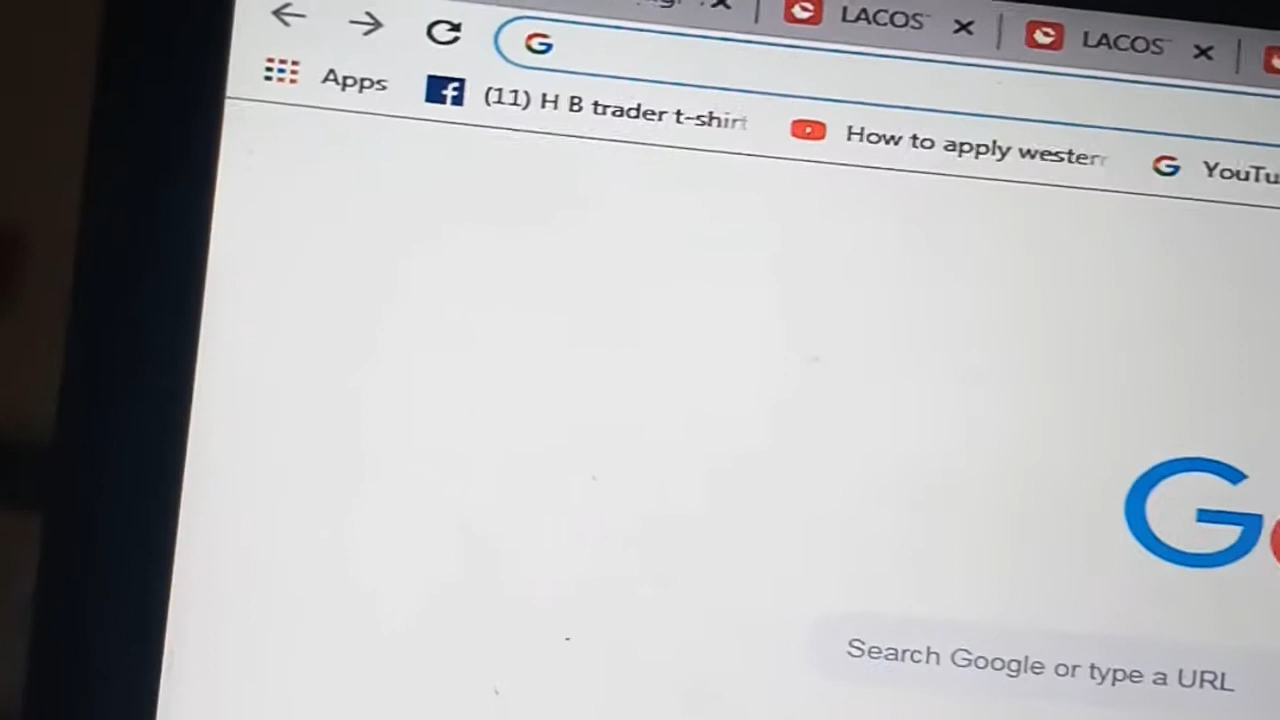 LACOS LACOS
Apps (11) H B trader t-shirt How to apply wester YouTu
G
Search Google or type a URL